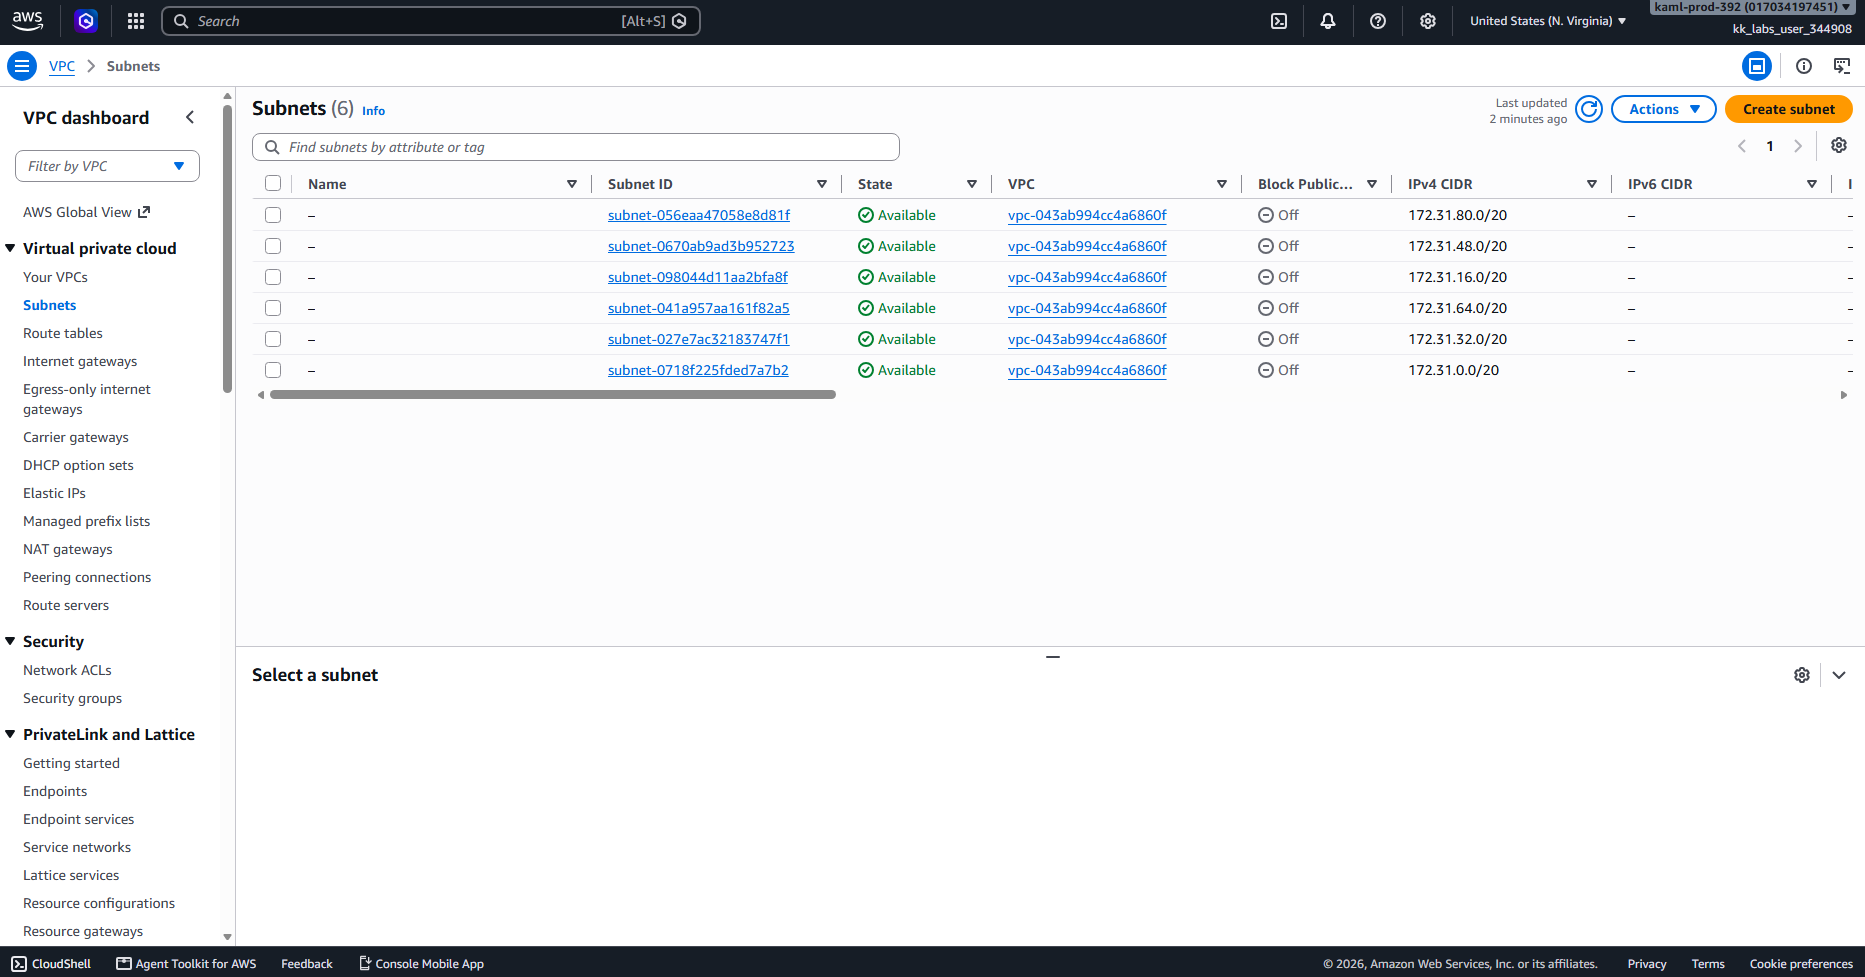 aws
Search [Alt+S]
United States (N. Virginia)
kaml-prod-392 (017034197451)
kk_labs_user_344908
VPC Subnets
VPC dashboard
Filter by VPC
AWS Global View
Virtual private cloud
Your VPCs
Subnets
Route tables
Internet gateways
Egress-only internet
gateways
Carrier gateways
DHCP option sets
Elastic IPs
Managed prefix lists
NAT gateways
Peering connections
Route servers
Security
Network ACLs
Security groups
PrivateLink and Lattice
Getting started
Endpoints
Endpoint services
Service networks
Lattice services
Resource configurations
Resource gateways
Subnets (6) Info
Last updated
2 minutes ago
Actions
Create subnet
Find subnets by attribute or tag
1
Name Subnet ID State VPC Block Public... IPv4 CIDR IPv6 CIDR I
– subnet-056eaa47058e8d81f Available vpc-043ab994cc4a6860f Off 172.31.80.0/20 – –
– subnet-0670ab9ad3b952723 Available vpc-043ab994cc4a6860f Off 172.31.48.0/20 – –
– subnet-098044d11aa2bfa8f Available vpc-043ab994cc4a6860f Off 172.31.16.0/20 – –
– subnet-041a957aa161f82a5 Available vpc-043ab994cc4a6860f Off 172.31.64.0/20 – –
– subnet-027e7ac32183747f1 Available vpc-043ab994cc4a6860f Off 172.31.32.0/20 – –
– subnet-0718f225fded7a7b2 Available vpc-043ab994cc4a6860f Off 172.31.0.0/20 – –
Select a subnet
CloudShell Agent Toolkit for AWS Feedback Console Mobile App
© 2026, Amazon Web Services, Inc. or its affiliates. Privacy Terms Cookie preferences